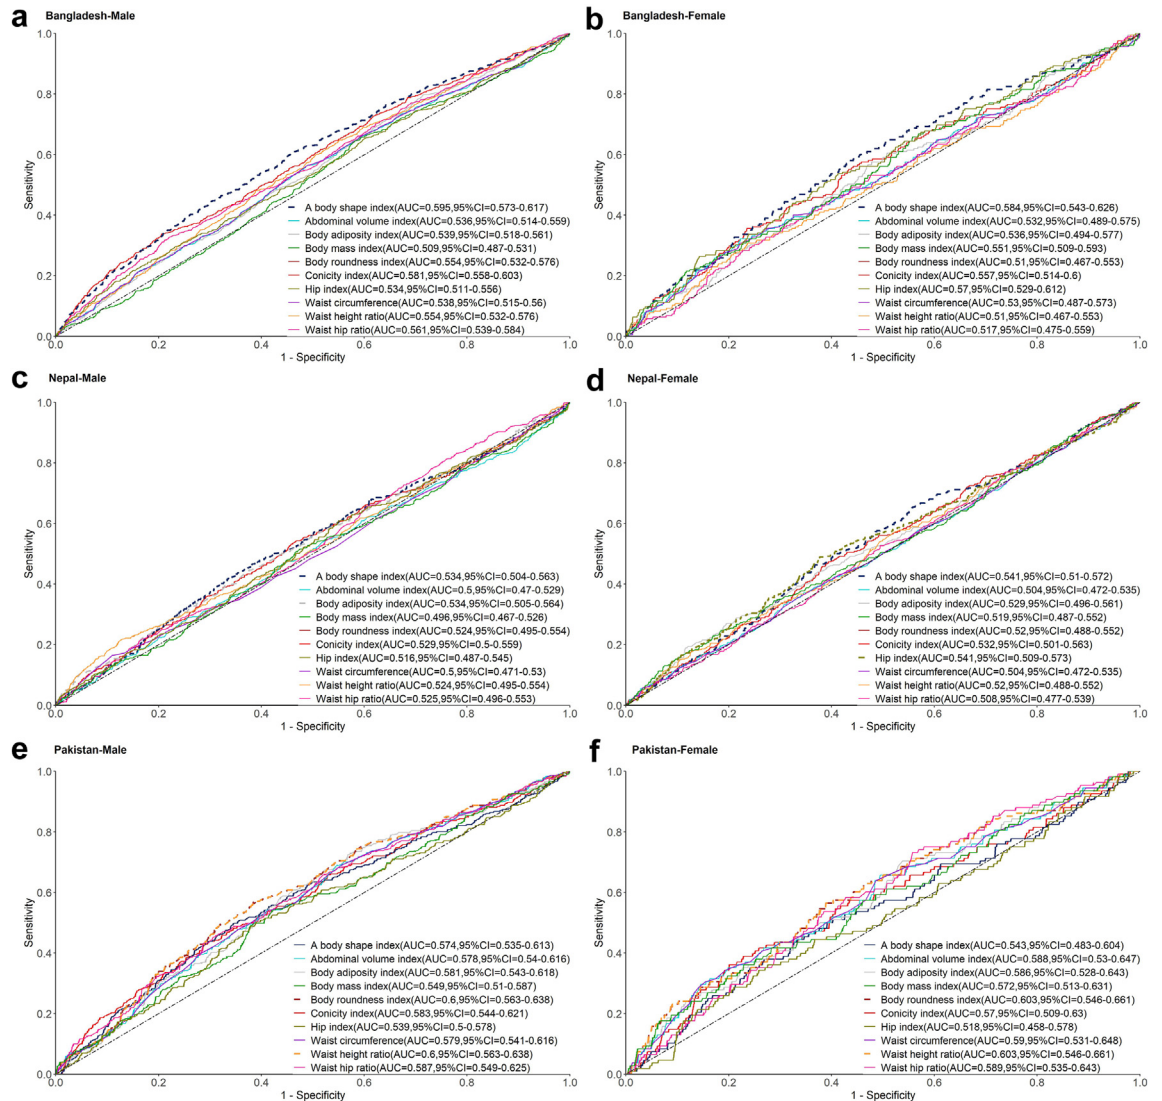 a Bangladesh-Male
1.0
0.8
0.6
0.4
0.2
0.0
Sensitivity
A body shape index(AUC=0.595,95%CI=0.573-0.617)
Abdominal volume index(AUC=0.536,95%CI=0.514-0.559)
Body adiposity index(AUC=0.539,95%CI=0.518-0.561)
Body mass index(AUC=0.509,95%CI=0.487-0.531)
Body roundness index(AUC=0.554,95%CI=0.532-0.576)
Conicity index(AUC=0.581,95%CI=0.558-0.603)
Hip index(AUC=0.534,95%CI=0.511-0.556)
Waist circumference(AUC=0.538,95%CI=0.515-0.56)
Waist height ratio(AUC=0.554,95%CI=0.532-0.576)
Waist hip ratio(AUC=0.561,95%CI=0.539-0.584)
0.0 0.2 0.4 0.6 0.8 1.0
1 - Specificity
b Bangladesh-Female
1.0
0.8
0.6
0.4
0.2
0.0
Sensitivity
A body shape index(AUC=0.584,95%CI=0.543-0.626)
Abdominal volume index(AUC=0.532,95%CI=0.489-0.575)
Body adiposity index(AUC=0.536,95%CI=0.494-0.577)
Body mass index(AUC=0.551,95%CI=0.509-0.593)
Body roundness index(AUC=0.51,95%CI=0.467-0.553)
Conicity index(AUC=0.557,95%CI=0.514-0.6)
Hip index(AUC=0.57,95%CI=0.529-0.612)
Waist circumference(AUC=0.53,95%CI=0.487-0.573)
Waist height ratio(AUC=0.51,95%CI=0.467-0.553)
Waist hip ratio(AUC=0.517,95%CI=0.475-0.559)
0.0 0.2 0.4 0.6 0.8 1.0
1 - Specificity
c Nepal-Male
1.0
0.8
0.6
0.4
0.2
0.0
Sensitivity
A body shape index(AUC=0.534,95%CI=0.504-0.563)
Abdominal volume index(AUC=0.5,95%CI=0.47-0.529)
Body adiposity index(AUC=0.534,95%CI=0.505-0.564)
Body mass index(AUC=0.496,95%CI=0.467-0.526)
Body roundness index(AUC=0.524,95%CI=0.495-0.554)
Conicity index(AUC=0.529,95%CI=0.5-0.559)
Hip index(AUC=0.516,95%CI=0.487-0.545)
Waist circumference(AUC=0.5,95%CI=0.471-0.53)
Waist height ratio(AUC=0.524,95%CI=0.495-0.554)
Waist hip ratio(AUC=0.525,95%CI=0.496-0.553)
0.0 0.2 0.4 0.6 0.8 1.0
1 - Specificity
d Nepal-Female
1.0
0.8
0.6
0.4
0.2
0.0
Sensitivity
A body shape index(AUC=0.541,95%CI=0.51-0.572)
Abdominal volume index(AUC=0.504,95%CI=0.472-0.535)
Body adiposity index(AUC=0.529,95%CI=0.496-0.561)
Body mass index(AUC=0.519,95%CI=0.487-0.552)
Body roundness index(AUC=0.52,95%CI=0.488-0.552)
Conicity index(AUC=0.532,95%CI=0.501-0.563)
Hip index(AUC=0.541,95%CI=0.509-0.573)
Waist circumference(AUC=0.504,95%CI=0.472-0.535)
Waist height ratio(AUC=0.52,95%CI=0.488-0.552)
Waist hip ratio(AUC=0.508,95%CI=0.477-0.539)
0.0 0.2 0.4 0.6 0.8 1.0
1 - Specificity
e Pakistan-Male
1.0
0.8
0.6
0.4
0.2
0.0
Sensitivity
A body shape index(AUC=0.574,95%CI=0.535-0.613)
Abdominal volume index(AUC=0.578,95%CI=0.54-0.616)
Body adiposity index(AUC=0.581,95%CI=0.543-0.618)
Body mass index(AUC=0.549,95%CI=0.51-0.587)
Body roundness index(AUC=0.6,95%CI=0.563-0.638)
Conicity index(AUC=0.583,95%CI=0.544-0.621)
Hip index(AUC=0.539,95%CI=0.5-0.578)
Waist circumference(AUC=0.579,95%CI=0.541-0.616)
Waist height ratio(AUC=0.6,95%CI=0.563-0.638)
Waist hip ratio(AUC=0.587,95%CI=0.549-0.625)
0.0 0.2 0.4 0.6 0.8 1.0
1 - Specificity
f Pakistan-Female
1.0
0.8
0.6
0.4
0.2
0.0
Sensitivity
A body shape index(AUC=0.543,95%CI=0.483-0.604)
Abdominal volume index(AUC=0.588,95%CI=0.53-0.647)
Body adiposity index(AUC=0.586,95%CI=0.528-0.643)
Body mass index(AUC=0.572,95%CI=0.513-0.631)
Body roundness index(AUC=0.603,95%CI=0.546-0.661)
Conicity index(AUC=0.57,95%CI=0.509-0.63)
Hip index(AUC=0.518,95%CI=0.458-0.578)
Waist circumference(AUC=0.59,95%CI=0.531-0.648)
Waist height ratio(AUC=0.603,95%CI=0.546-0.661)
Waist hip ratio(AUC=0.589,95%CI=0.535-0.643)
0.0 0.2 0.4 0.6 0.8 1.0
1 - Specificity